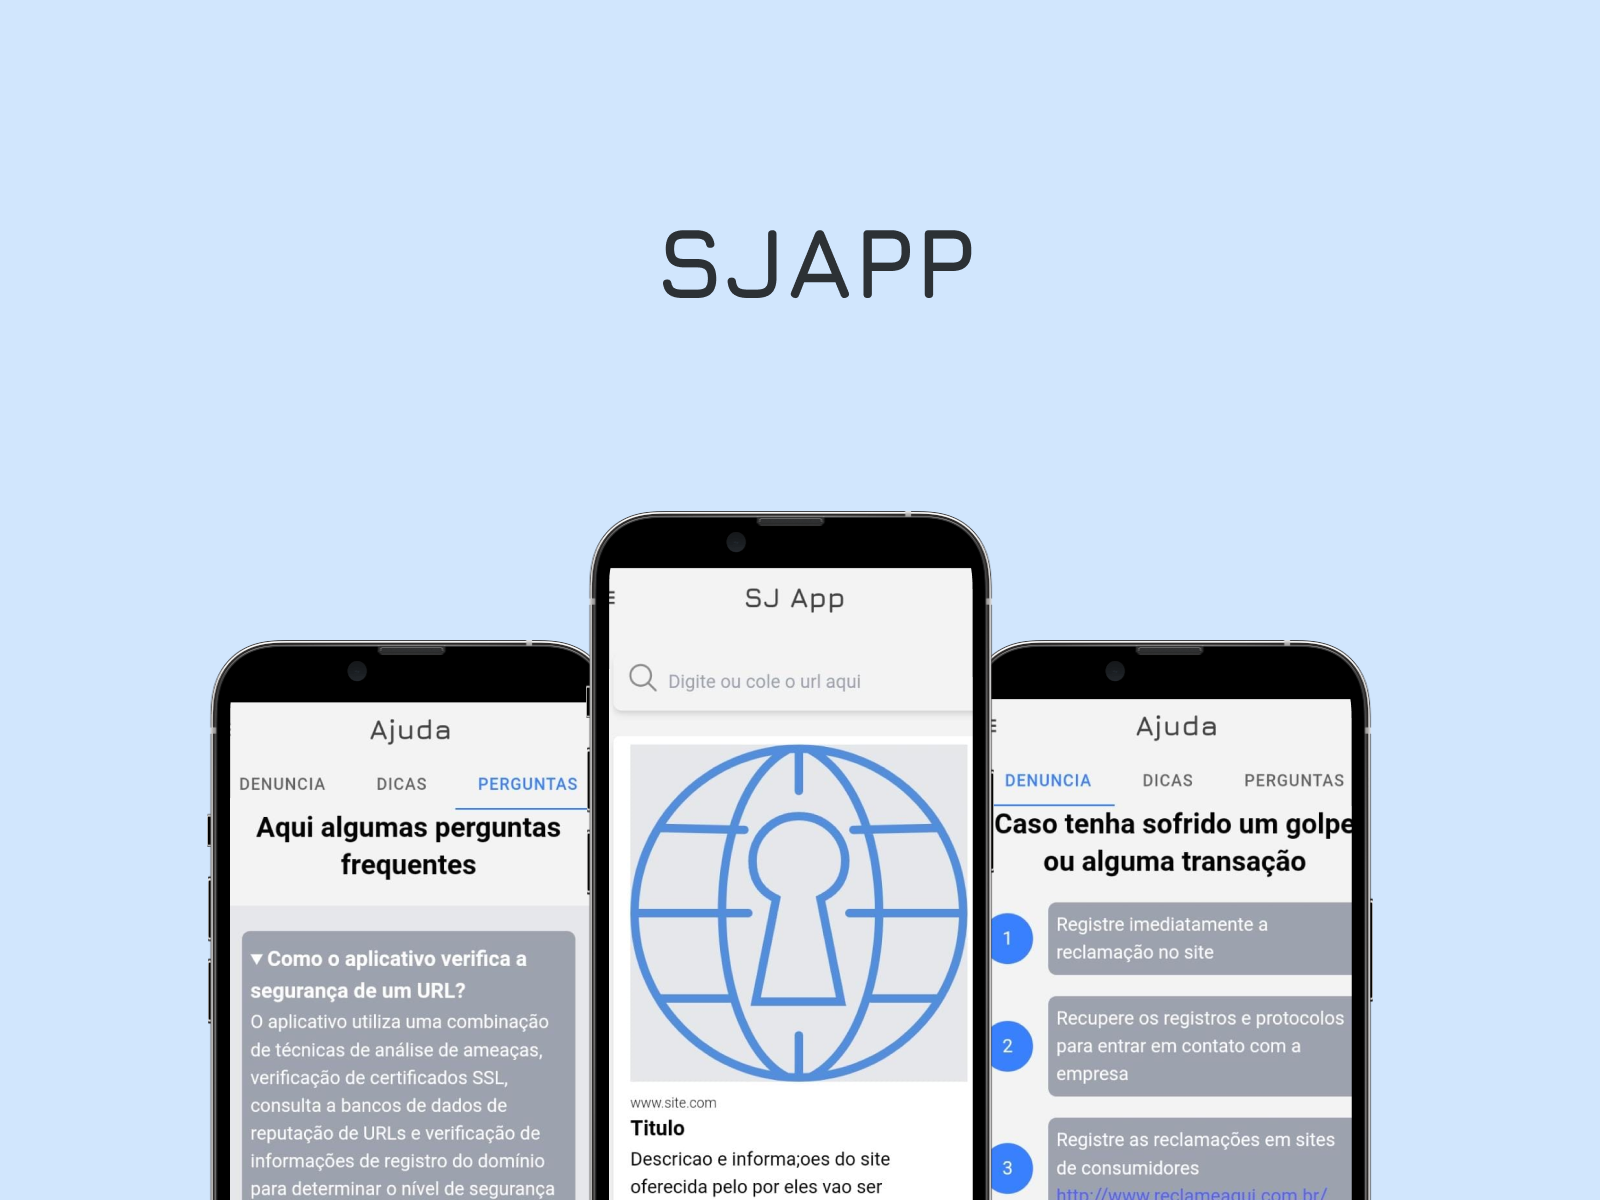 SJAPP
Ajuda
DENUNCIA DICAS PERGUNTAS
Aqui algumas perguntas
frequentes
▾ Como o aplicativo verifica a
segurança de um URL?
O aplicativo utiliza uma combinação
de técnicas de análise de ameaças,
verificação de certificados SSL,
consulta a bancos de dados de
reputação de URLs e verificação de
informações de registro do domínio
para determinar o nível de segurança
SJ App
Digite ou cole o url aqui
www.site.com
Titulo
Descricao e informa;oes do site
oferecida pelo por eles vao ser
Ajuda
DENUNCIA DICAS PERGUNTAS
Caso tenha sofrido um golpe
ou alguma transação
1
Registre imediatamente a
reclamação no site
2
Recupere os registros e protocolos
para entrar em contato com a
empresa
3
Registre as reclamações em sites
de consumidores
http://www.reclameaqui.com.br/